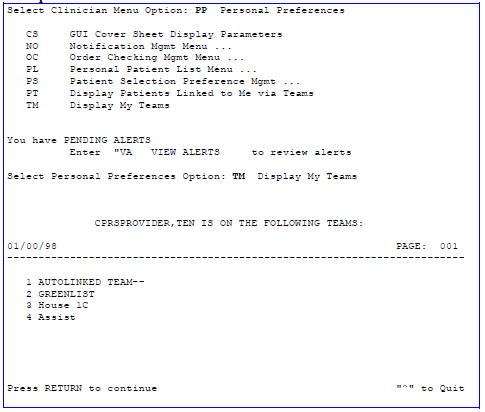 Select Clinician Menu Option: PP  Personal Preferences
CS     GUI Cover Sheet Display Parameters
NO     Notification Mgmt Menu ...
OC     Order Checking Mgmt Menu ...
PL     Personal Patient List Menu ...
PS     Patient Selection Preference Mgmt ...
PT     Display Patients Linked to Me via Teams
TM     Display My Teams
You have PENDING ALERTS
Enter  "VA   VIEW ALERTS     to review alerts
Select Personal Preferences Option: TM  Display My Teams
CPRSPROVIDER,TEN IS ON THE FOLLOWING TEAMS:
01/00/98                    PAGE:  001
--------------------------------------------------------------------------
1 AUTOLINKED TEAM--
2 GREENLIST
3 House 1C
4 Assist
Press RETURN to continue                    "^" to Quit